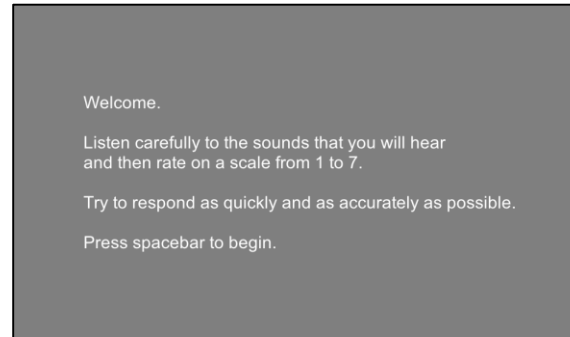 Welcome.
Listen carefully to the sounds that you will hear
and then rate on a scale from 1 to 7.
Try to respond as quickly and as accurately as possible.
Press spacebar to begin.